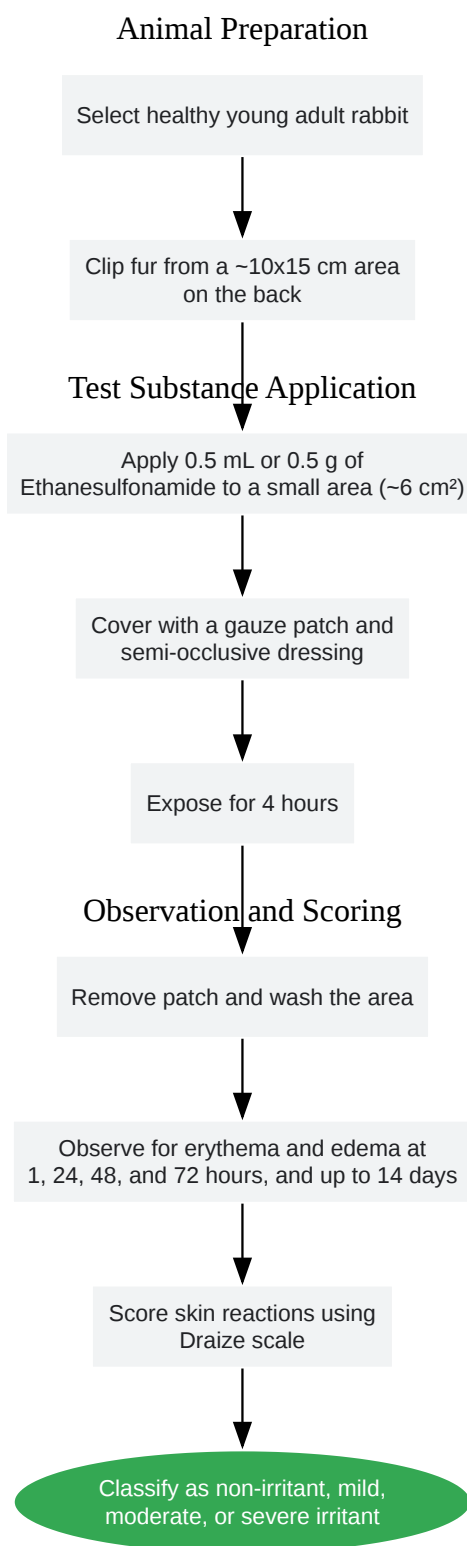 Animal Preparation
Select healthy young adult rabbit
Clip fur from a ~10x15 cm area
on the back
Test Substance Application
Apply 0.5 mL or 0.5 g of
Ethanesulfonamide to a small area (~6 cm²)
Cover with a gauze patch and
semi-occlusive dressing
Expose for 4 hours
Observation and Scoring
Remove patch and wash the area
Observe for erythema and edema at
1, 24, 48, and 72 hours, and up to 14 days
Score skin reactions using
Draize scale
Classify as non-irritant, mild,
moderate, or severe irritant